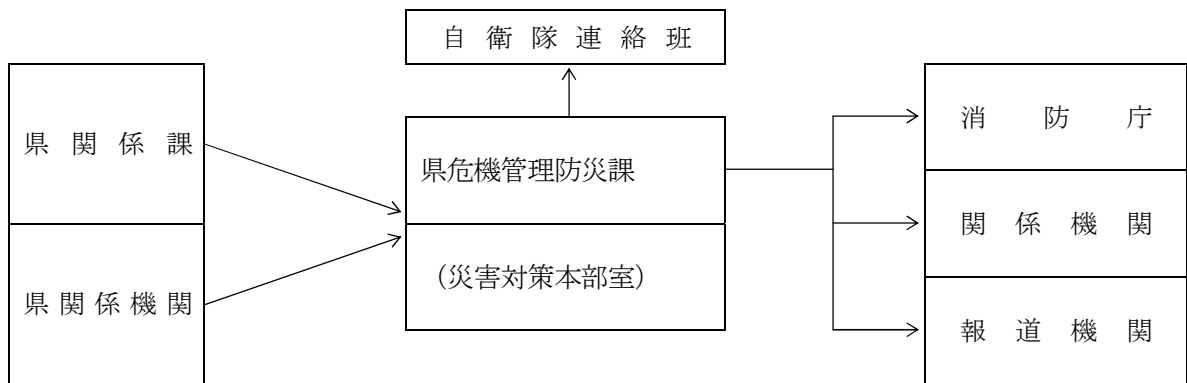 自衛隊連絡班
県関係課
県関係機関
県危機管理防災課
（災害対策本部室）
消防庁
関係機関
報道機関